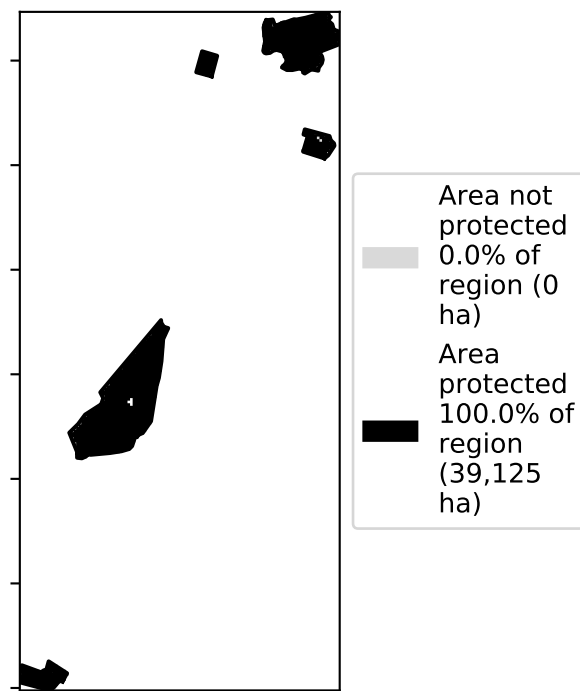 Area not
protected
0.0% of
region (0
ha)
Area
protected
100.0% of
region
(39,125
ha)